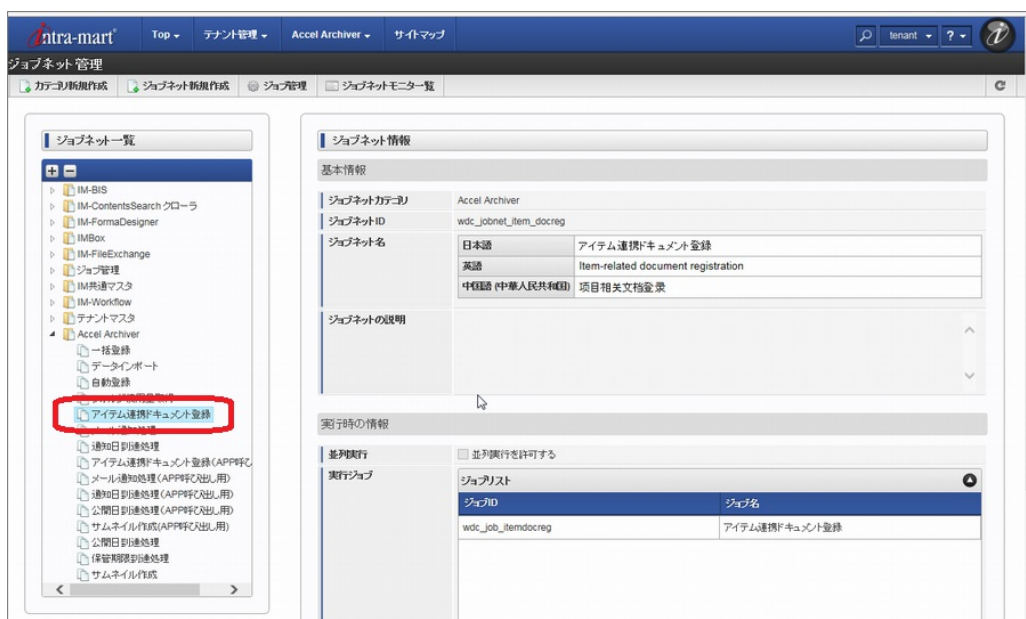 intra-mart Top テナント管理 Accel Archiver サイトマップ tenant ?
ジョブネット管理
カテゴリ新規作成 ジョブネット新規作成 ジョブ管理 ジョブネットモニター覧
ジョブネット一覧
IM-BIS
IM-ContentsSearch クローラ
IM-FormaDesigner
IMBox
IM-FileExchange
ジョブ管理
IM共通マスタ
IM-Workflow
テナントマスタ
Accel Archiver
一括登録
データインポート
自動登録
アイテム連携ドキュメント登録
通知日到達処理
アイテム連携ドキュメント登録(APP呼び
メール通知処理(APP呼び出し用)
通知日到達処理(APP呼び出し用)
公開日到達処理(APP呼び出し用)
サムネイル作成(APP呼び出し用)
公開日到達処理
保管期限到達処理
サムネイル作成
ジョブネット情報
基本情報
ジョブネットカテゴリ Accel Archiver
ジョブネットID wdc_jobnet_item_docreg
ジョブネット名 日本語 アイテム連携ドキュメント登録
英語 Item-related document registration
中国語 (中華人民共和国) 项目相关文档登录
ジョブネットの説明
実行時の情報
並列実行 並列実行を許可する
実行ジョブ ジョブリスト
ジョブID ジョブ名
wdc_job_itemdocreg アイテム連携ドキュメント登録